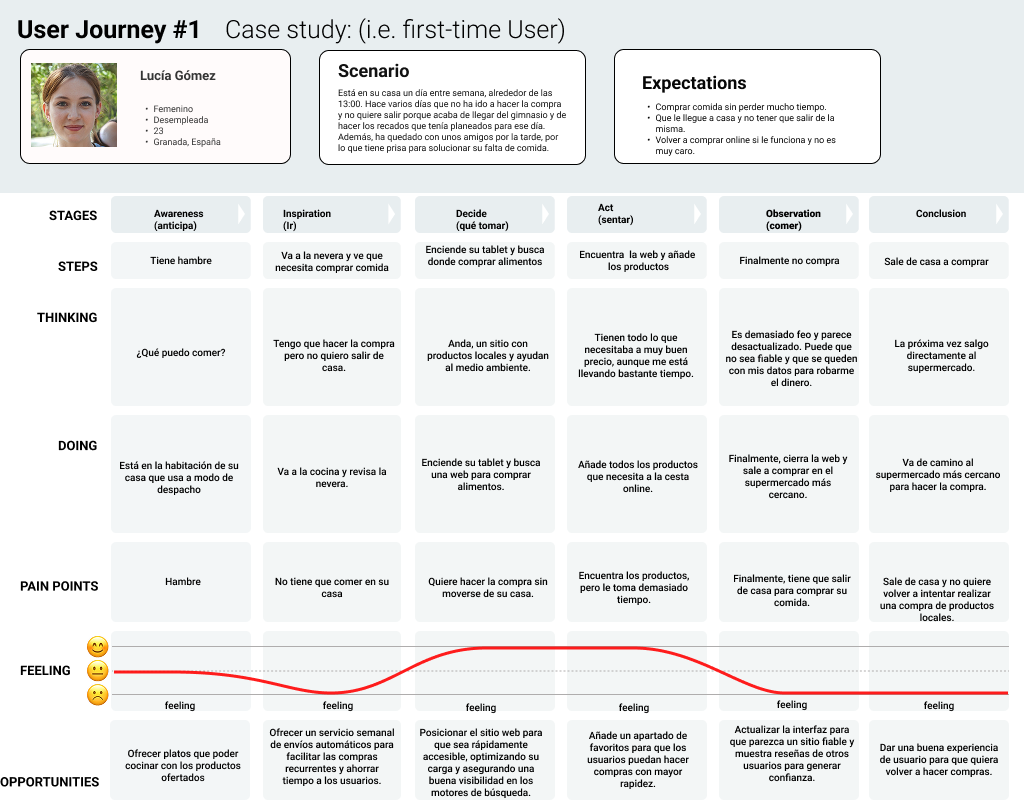 User Journey #1 Case study: (i.e. first-time User)
Lucía Gómez
• Femenino
• Desempleada
• 23
• Granada, España
Scenario
Está en su casa un día entre semana, alrededor de las
13:00. Hace varios días que no ha ido a hacer la compra
y no quiere salir porque acaba de llegar del gimnasio y de
hacer los recados que tenía planeados para ese día.
Además, ha quedado con unos amigos por la tarde, por
lo que tiene prisa para solucionar su falta de comida.
Expectations
• Comprar comida sin perder mucho tiempo.
• Que le llegue a casa y no tener que salir de la
misma.
• Volver a comprar online si le funciona y no es
muy caro.
STAGES
Awareness
(anticipa)
Inspiration
(Ir)
Decide
(qué tomar)
Act
(sentar)
Observation
(comer)
Conclusion
STEPS
Tiene hambre
Va a la nevera y ve que
necesita comprar comida
Enciende su tablet y busca
donde comprar alimentos
Encuentra la web y añade
los productos
Finalmente no compra
Sale de casa a comprar
THINKING
¿Qué puedo comer?
Tengo que hacer la compra
pero no quiero salir de
casa.
Anda, un sitio con
productos locales y ayudan
al medio ambiente.
Tienen todo lo que
necesitaba a muy buen
precio, aunque me está
llevando bastante tiempo.
Es demasiado feo y parece
desactualizado. Puede que
no sea fiable y que se queden
con mis datos para robarme
el dinero.
La próxima vez salgo
directamente al
supermercado.
DOING
Está en la habitación de su
casa que usa a modo de
despacho
Va a la cocina y revisa la
nevera.
Enciende su tablet y busca
una web para comprar
alimentos.
Añade todos los productos
que necesita a la cesta
online.
Finalmente, cierra la web y
sale a comprar en el
supermercado más
cercano.
Va de camino al
supermercado más cercano
para hacer la compra.
PAIN POINTS
Hambre
No tiene que comer en su
casa
Quiere hacer la compra sin
moverse de su casa.
Encuentra los productos,
pero le toma demasiado
tiempo.
Finalmente, tiene que salir
de casa para comprar su
comida.
Sale de casa y no quiere
volver a intentar realizar
una compra de productos
locales.
FEELING
feeling
feeling
feeling
feeling
feeling
feeling
OPPORTUNITIES
Ofrecer platos que poder
cocinar con los productos
ofertados
Ofrecer un servicio semanal
de envíos automáticos para
facilitar las compras
recurrentes y ahorrar
tiempo a los usuarios.
Posicionar el sitio web para
que sea rápidamente
accesible, optimizando su
carga y asegurando una
buena visibilidad en los
motores de búsqueda.
Añade un apartado de
favoritos para que los
usuarios puedan hacer
compras con mayor
rapidez.
Actualizar la interfaz para
que parezca un sitio fiable y
muestra reseñas de otros
usuarios para generar
confianza.
Dar una buena experiencia
de usuario para que quiera
volver a hacer compras.